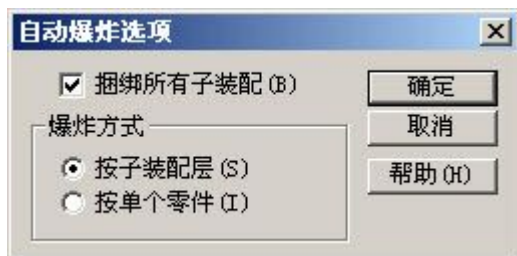 自动爆炸选项
捆绑所有子装配(B)
确定
爆炸方式
取消
按子装配层(S)
帮助(H)
按单个零件(I)